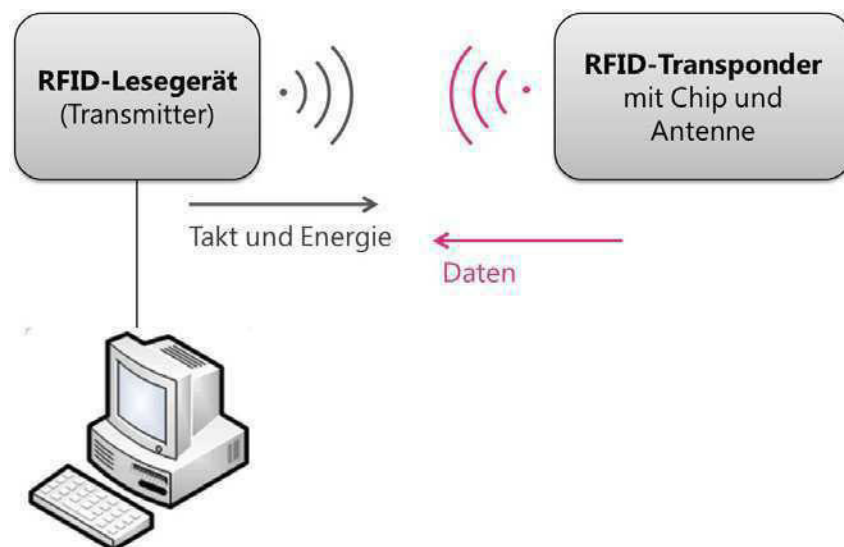 RFID-Lesegerät
(Transmitter)
RFID-Transponder
mit Chip und
Antenne
Takt und Energie
Daten